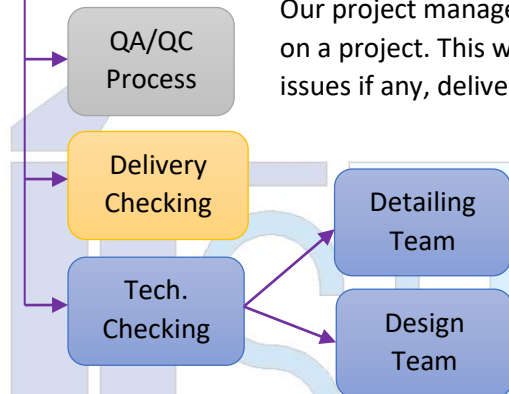 Our project manage
on a project. This w
issues if any, delive
QA/QC
Process
Delivery
Checking
Detailing
Team
Tech.
Checking
Design
Team